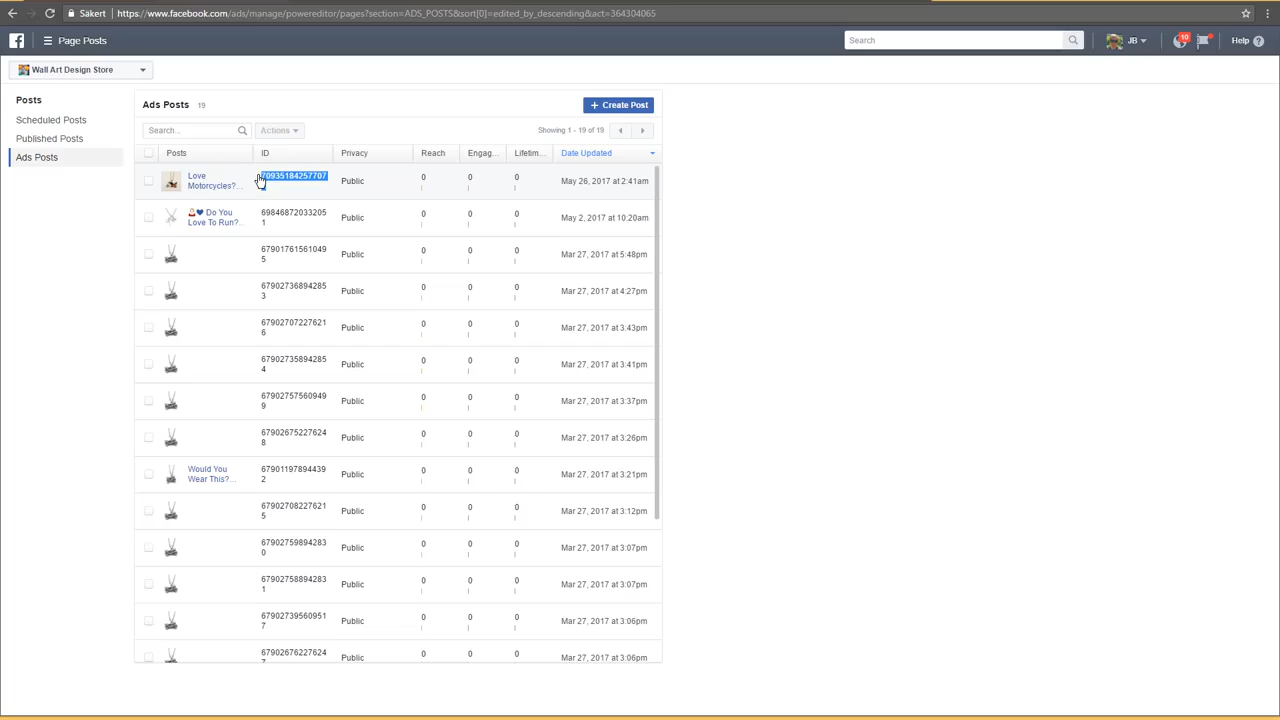 Säkert
https://www.facebook.com/ads/manage/powereditor/pages?section=ADS_POSTS&sort[0]=edited_by_descending&act=364304065
Page Posts
Search
JB
10
Help
Wall Art Design Store
Posts
Scheduled Posts
Published Posts
Ads Posts
Ads Posts 19
+ Create Post
Search...
Actions
Showing 1 - 19 of 19
Posts ID Privacy Reach Engag... Lifetim... Date Updated
Love 70935184257707
Motorcycles?...
Public 0 0 0 May 26, 2017 at 2:41am
Do You 69846872033205
Love To Run?.. 1
Public 0 0 0 May 2, 2017 at 10:20am
67901761561049
5
Public 0 0 0 Mar 27, 2017 at 5:48pm
67902736894285
3
Public 0 0 0 Mar 27, 2017 at 4:27pm
67902707227621
6
Public 0 0 0 Mar 27, 2017 at 3:43pm
67902735894285
4
Public 0 0 0 Mar 27, 2017 at 3:41pm
67902757560949
9
Public 0 0 0 Mar 27, 2017 at 3:37pm
67902675227624
8
Public 0 0 0 Mar 27, 2017 at 3:26pm
Would You 67901197894439
Wear This?... 2
Public 0 0 0 Mar 27, 2017 at 3:21pm
67902708227621
5
Public 0 0 0 Mar 27, 2017 at 3:12pm
67902759894283
0
Public 0 0 0 Mar 27, 2017 at 3:07pm
67902758894283
1
Public 0 0 0 Mar 27, 2017 at 3:07pm
67902739560951
7
Public 0 0 0 Mar 27, 2017 at 3:06pm
67902676227624
Public 0 0 0 Mar 27, 2017 at 3:06pm